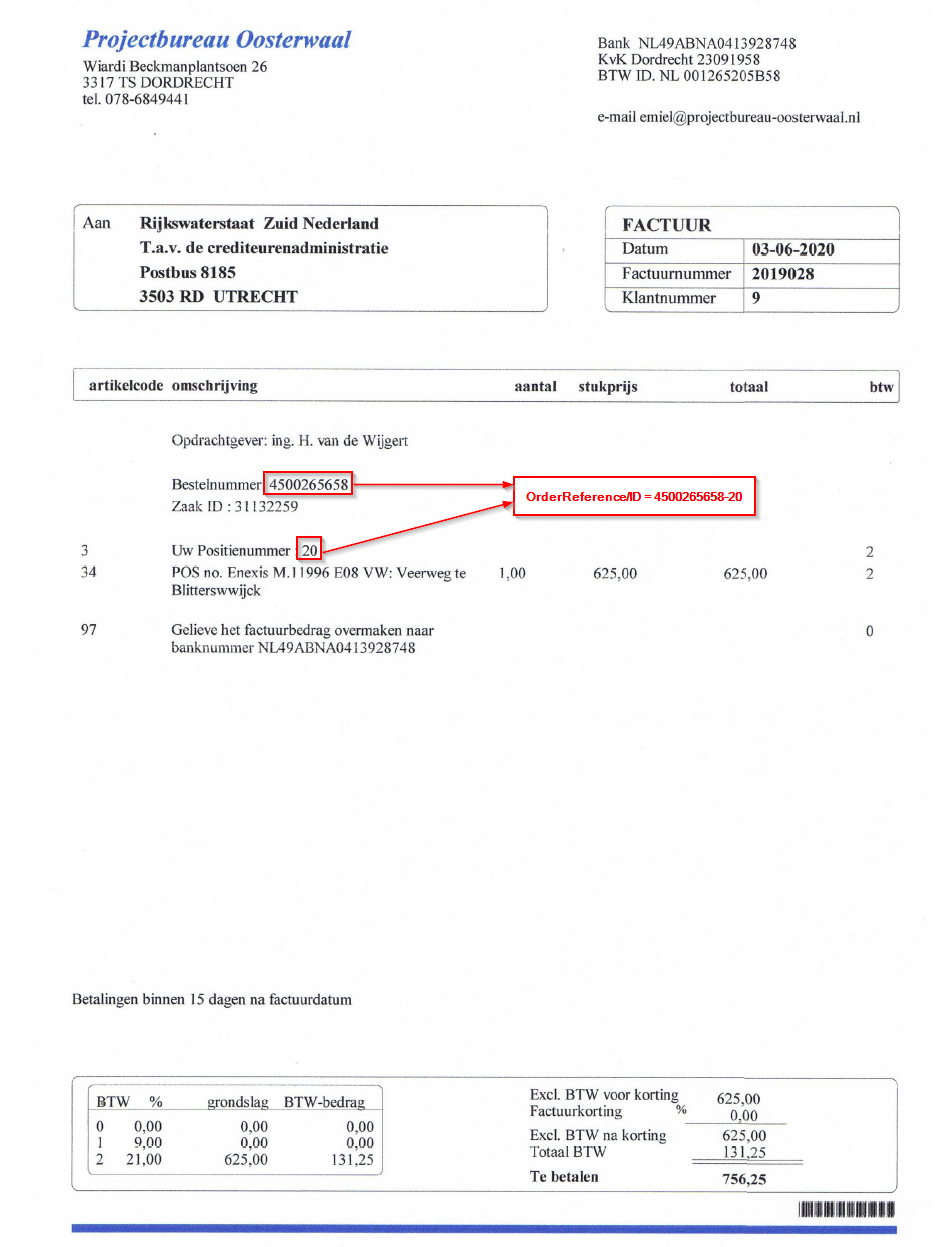 Projectbureau Oosterwaal
Wiardi Beckmanplantsoen 26
3317 TS DORDRECHT
tel. 078-6849441
Bank NL49ABNA0413928748
KvK Dordrecht 23091958
BTW ID. NL 001265205B58
e-mail emiel@projectbureau-oosterwaal.nl
Aan Rijkswaterstaat Zuid Nederland
T.a.v. de crediteurenadministratie
Postbus 8185
3503 RD UTRECHT
FACTUUR
Datum 03-06-2020
Factuurnummer 2019028
Klantnummer 9
artikelcode omschrijving aantal stukprijs totaal btw
Opdrachtgever: ing. H. van de Wijgert
Bestelnummer 4500265658
OrderReference/ID = 4500265658-20
Zaak ID : 31132259
3 Uw Positienummer 20 2
34 POS no. Enexis M.11996 E08 VW: Veerweg te 1,00 625,00 625,00 2
Blitterswwijck
97 Gelieve het factuurbedrag overmaken naar 0
banknummer NL49ABNA0413928748
Betalingen binnen 15 dagen na factuurdatum
BTW % grondslag BTW-bedrag
0 0,00 0,00 0,00
1 9,00 0,00 0,00
2 21,00 625,00 131,25
Excl. BTW voor korting 625,00
Factuurkorting % 0,00
Excl. BTW na korting 625,00
Totaal BTW 131,25
Te betalen 756,25